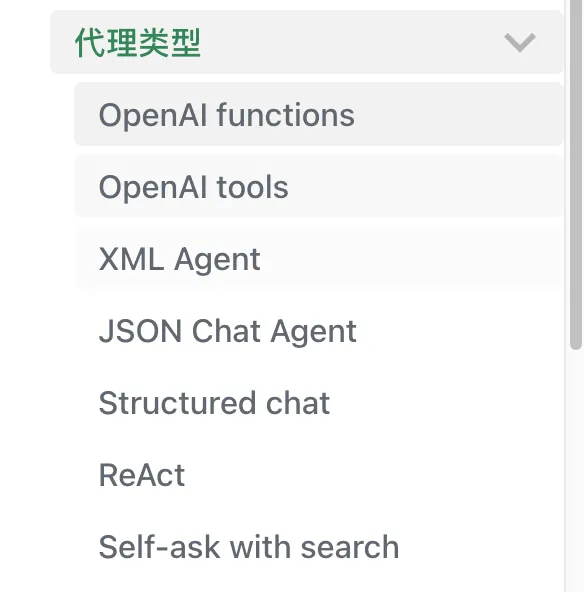 代理类型
OpenAI functions
OpenAI tools
XML Agent
JSON Chat Agent
Structured chat
ReAct
Self-ask with search